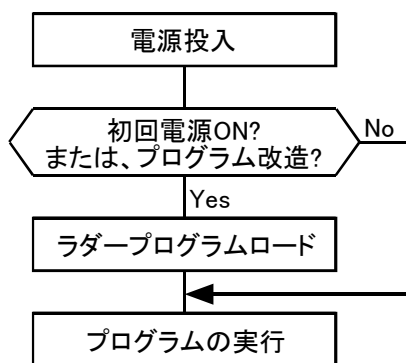 電源投入
初回電源ON?
または、プログラム改造?
No
Yes
ラダープログラムロード
プログラムの実行